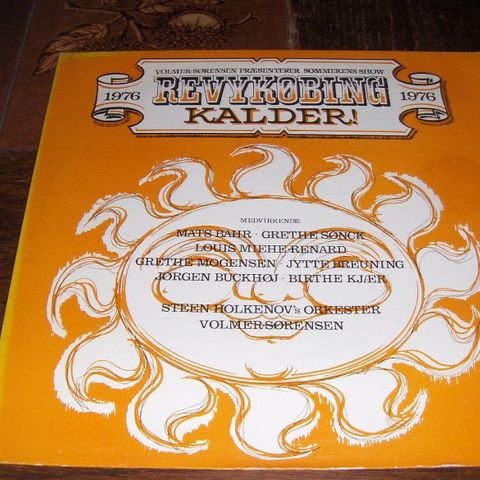 VOLMER-SØRENSEN PRÆSENTERER SOMMERENS SHOW
1976 REVYKØBING 1976
KALDER!
MEDVIRKENDE
MATS BAHR · GRETHE SØNCK
LOUIS MIEHE-RENARD
GRETHE MOGENSEN · JYTTE BREUNING
JØRGEN BUCKHØJ · BIRTHE KJÆR
STEEN HOLKENOV's ORKESTER
VOLMER-SØRENSEN